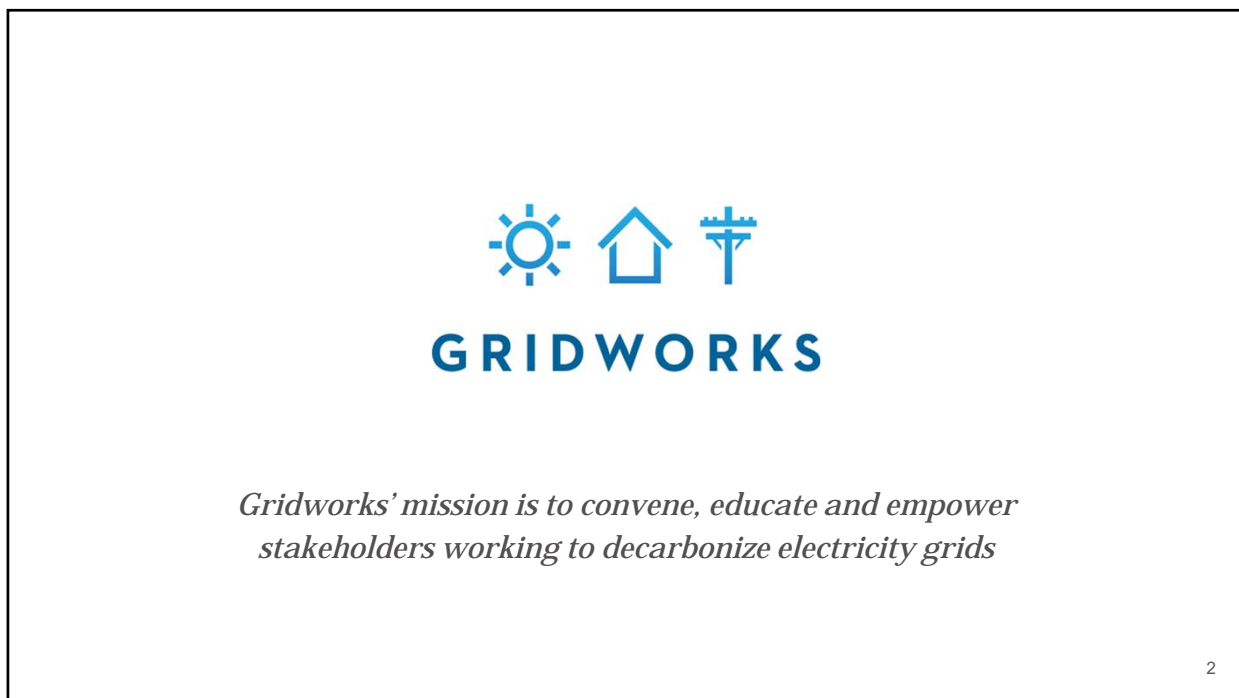 GRIDWORKS
Gridworks’ mission is to convene, educate and empower
stakeholders working to decarbonize electricity grids
2